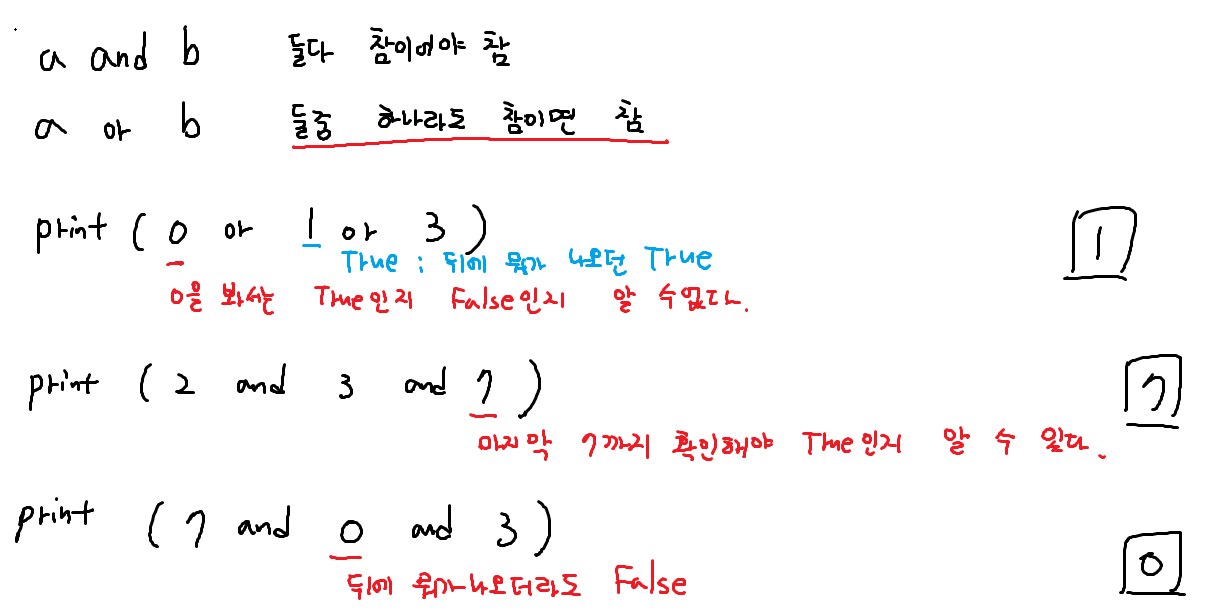 a and b 둘다 참이어야 참
a or b 둘중 하나라도 참이면 참
print ( 0 or 1 or 3 ) 1
True : 뒤에 뭐가 나오던 True
0을 봐서는 True인지 False인지 알 수없다.
print ( 2 and 3 and 7 ) 7
마지막 7까지 확인해야 True인지 알 수 있다.
print ( 7 and 0 and 3 ) 0
뒤에 뭐가나오더라도 False